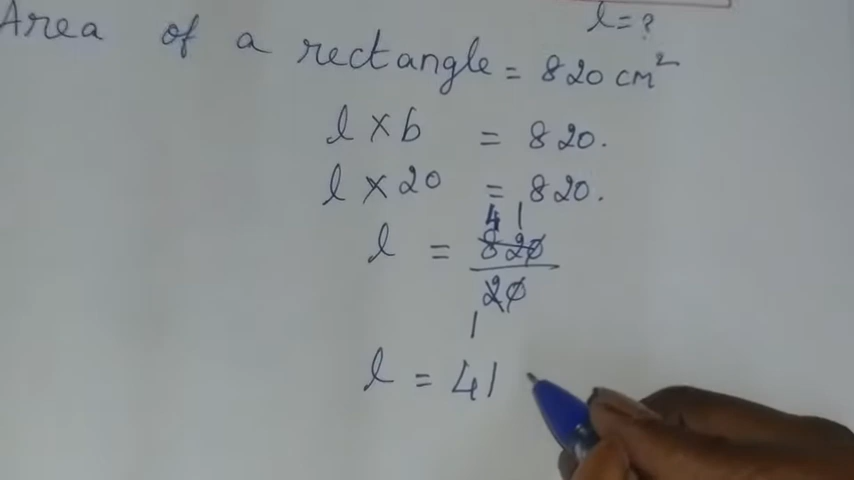 l = ?
Area of a rectangle = 820 cm²
l × b = 820.
l × 20 = 820.
41
l = 820
20
1
l = 41